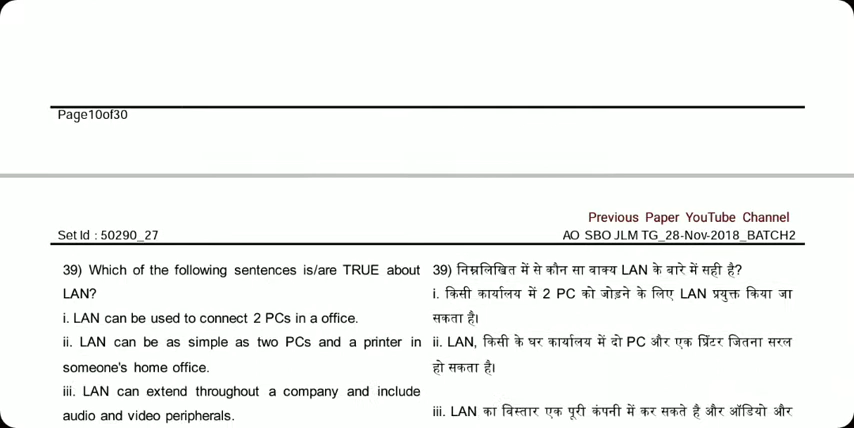 Page10of30
Previous Paper YouTube Channel
Set Id : 50290_27
AO SBO JLM TG_28-Nov-2018_BATCH2
39) Which of the following sentences is/are TRUE about
LAN?
i. LAN can be used to connect 2 PCs in a office.
ii. LAN can be as simple as two PCs and a printer in
someone's home office.
iii. LAN can extend throughout a company and include
audio and video peripherals.
39) निम्नलिखित में से कौन सा वाक्य LAN के बारे में सही है?
i. किसी कार्यालय में 2 PC को जोड़ने के लिए LAN प्रयुक्त किया जा
सकता है।
ii. LAN, किसी के घर कार्यालय में दो PC और एक प्रिंटर जितना सरल
हो सकता है।
iii. LAN का विस्तार एक पूरी कंपनी में कर सकते है और ऑडियो और